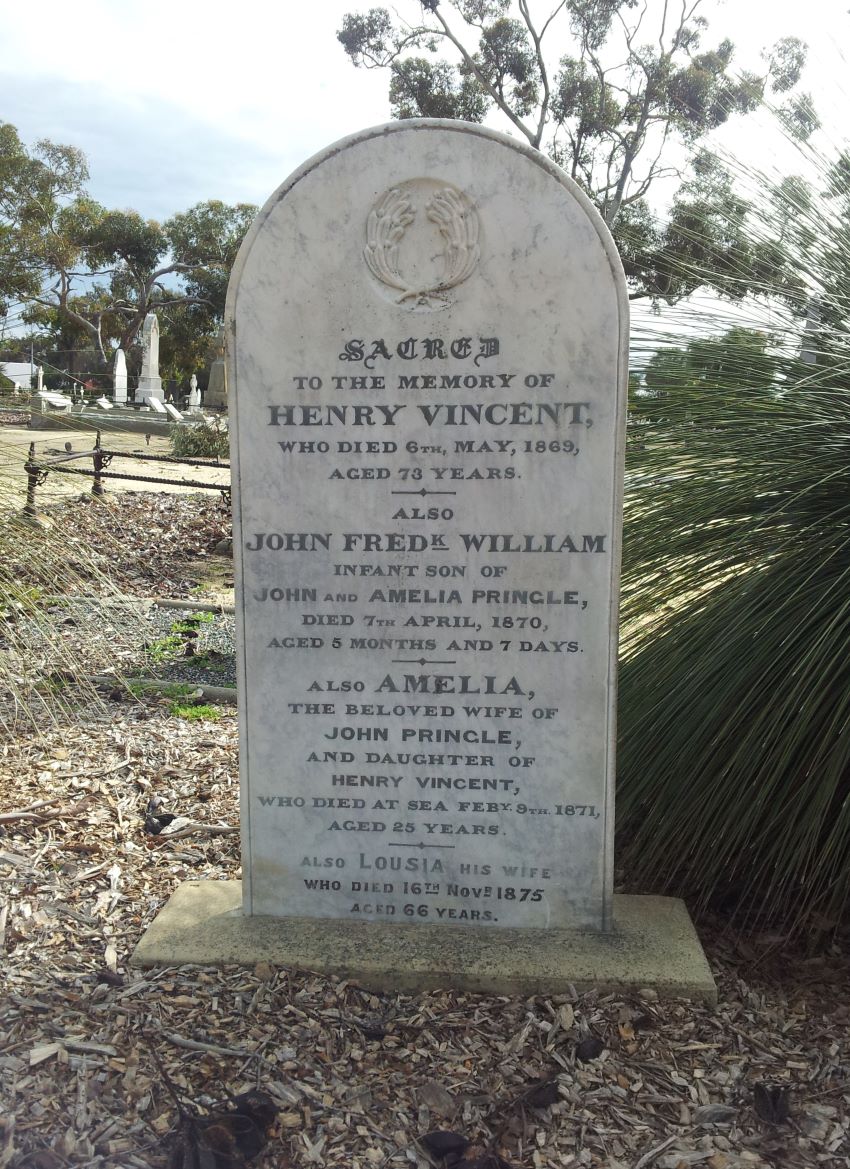 SACRED
TO THE MEMORY OF
HENRY VINCENT,
WHO DIED 6TH, MAY, 1869,
AGED 73 YEARS.
ALSO
JOHN FREDK WILLIAM
INFANT SON OF
JOHN AND AMELIA PRINGLE,
DIED 7TH APRIL, 1870,
AGED 5 MONTHS AND 7 DAYS.
ALSO AMELIA,
THE BELOVED WIFE OF
JOHN PRINGLE,
AND DAUGHTER OF
HENRY VINCENT,
WHO DIED AT SEA FEBY. 9TH. 1871,
AGED 25 YEARS.
ALSO LOUSIA HIS WIFE
WHO DIED 16TH NOVR 1875
AGED 66 YEARS.